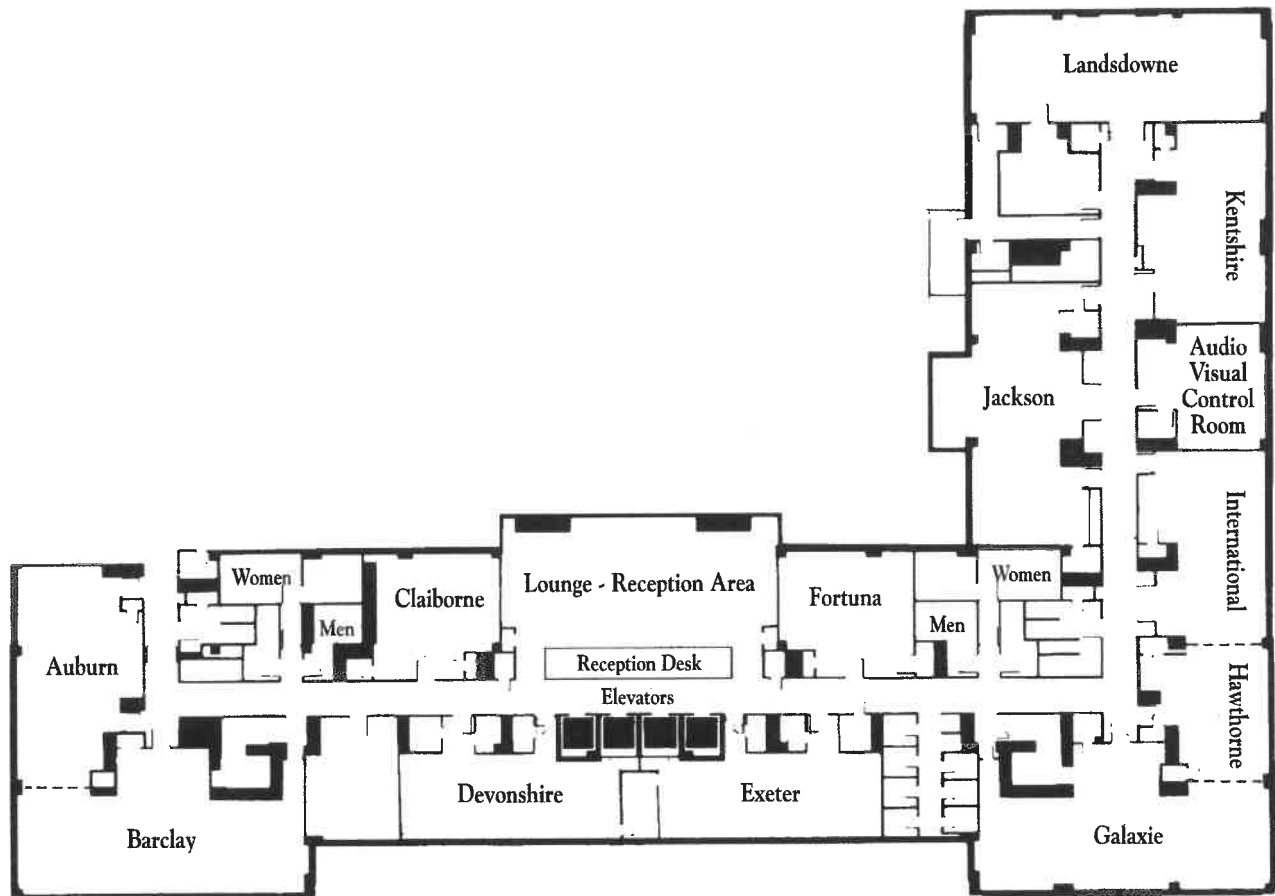 Landsdowne
Kentshire
Audio
Visual
Control
Room
Jackson
International
Women
Claiborne
Lounge - Reception Area
Fortuna
Women
Men
Men
Auburn
Reception Desk
Hawthorne
Elevators
Devonshire
Exeter
Barclay
Galaxie